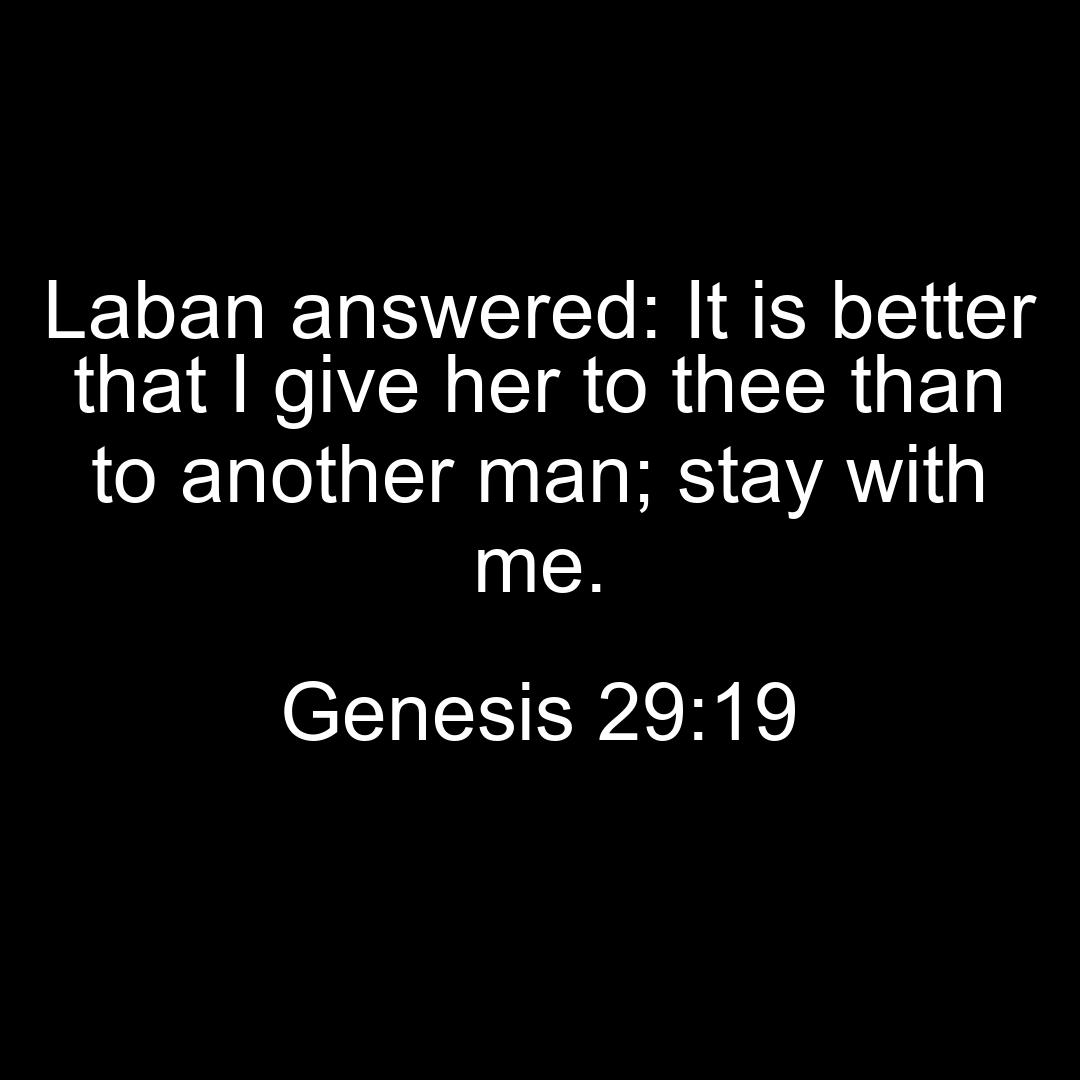 Laban answered: It is better
that I give her to thee than
to another man; stay with
me.
Genesis 29:19